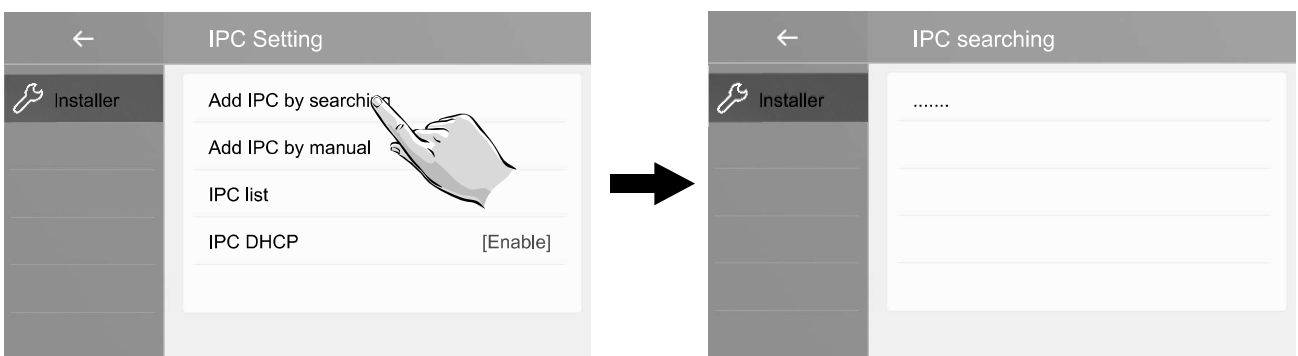 IPC Setting
Installer
Add IPC by searching
Add IPC by manual
IPC list
IPC DHCP [Enable]
IPC searching
Installer
.......